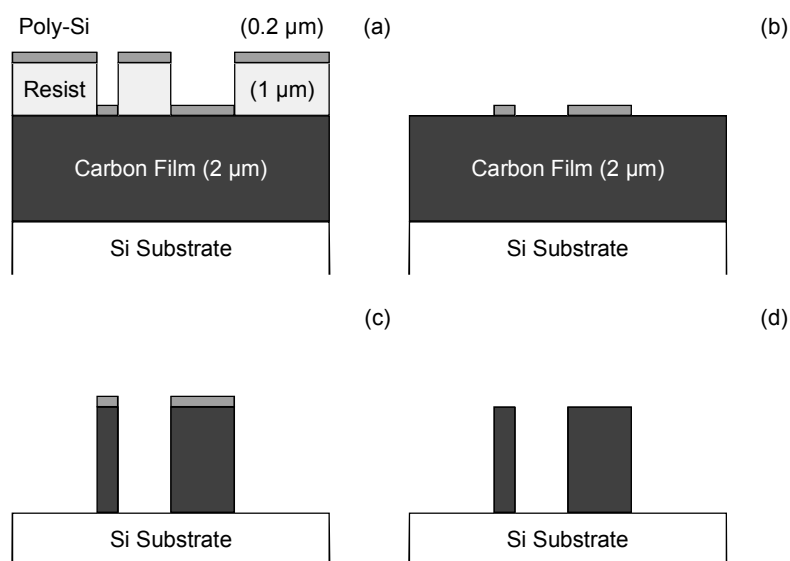 Poly-Si (0.2 µm) (a)
Resist (1 µm)
Carbon Film (2 µm)
Si Substrate
(b)
Carbon Film (2 µm)
Si Substrate
(c)
Si Substrate
(d)
Si Substrate